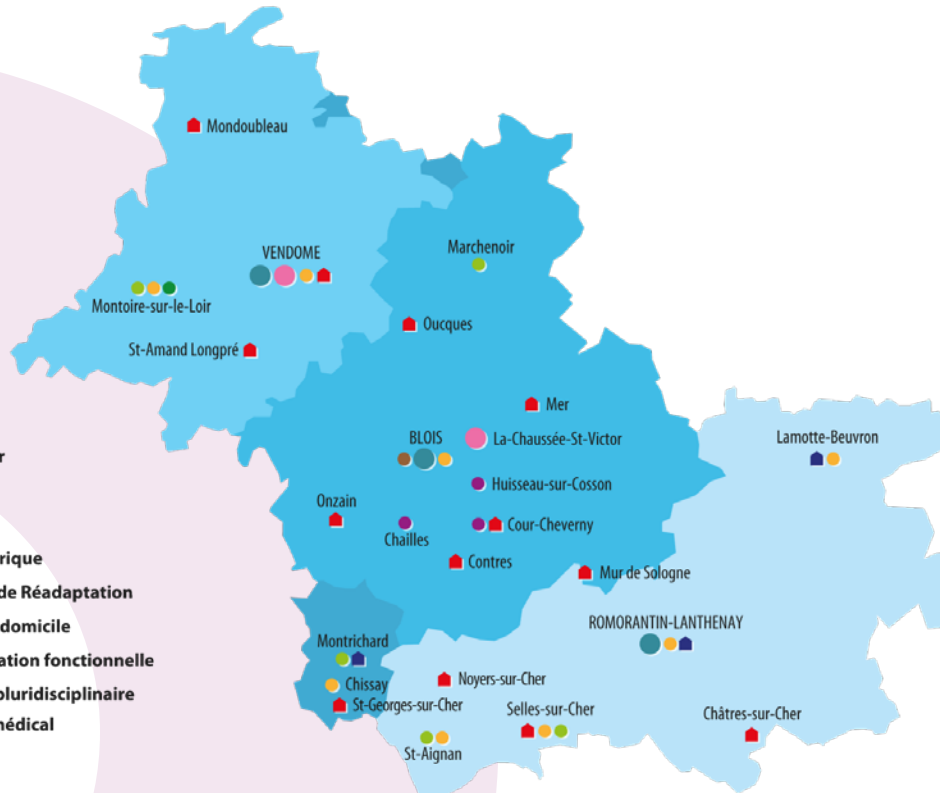 Mondoubleau
VENDOME
Marchenoir
Montoire-sur-le-Loir
Oucques
St-Amand Longpré
Mer
BLOIS
La-Chaussée-St-Victor
Lamotte-Beuvron
Huisseau-sur-Cosson
Onzain
Cour-Cheverny
Chailles
Contres
Mur de Sologne
ROMORANTIN-LANTHENAY
Montrichard
Noyers-sur-Cher
Chissay
St-Georges-sur-Cher
Selles-sur-Cher
Châtres-sur-Cher
St-Aignan
r
rique
de Réadaptation
domicile
ation fonctionnelle
pluridisciplinaire
médical